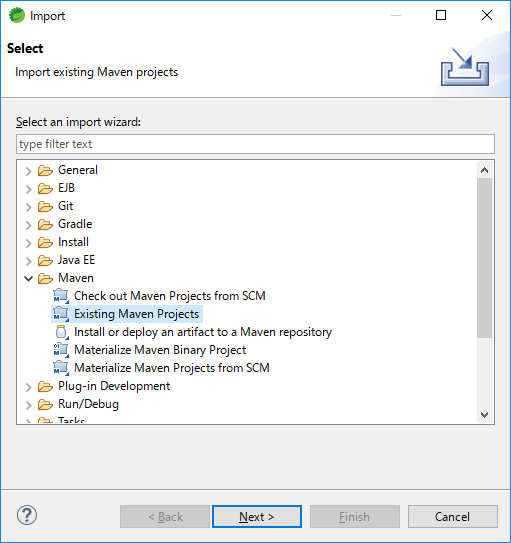 Import
Select
Import existing Maven projects
Select an import wizard:
type filter text
General
EJB
Git
Gradle
Install
Java EE
Maven
Check out Maven Projects from SCM
Existing Maven Projects
Install or deploy an artifact to a Maven repository
Materialize Maven Binary Project
Materialize Maven Projects from SCM
Plug-in Development
Run/Debug
Tasks
? < Back Next > Finish Cancel